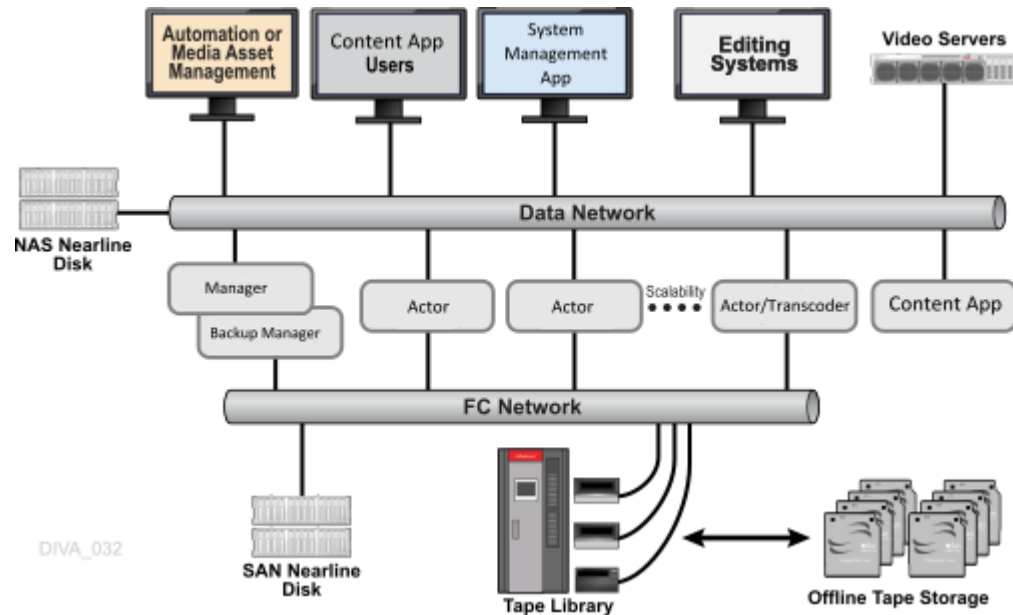 Automation or
Media Asset
Management
Content App
Users
System
Management
App
Editing
Systems
Video Servers
Data Network
NAS Nearline
Disk
Manager
Backup Manager
Actor
Actor
Scalability
Actor/Transcoder
Content App
FC Network
DIVA_032
SAN Nearline
Disk
Tape Library
Offline Tape Storage